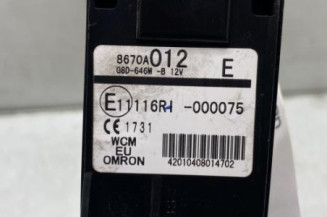 8670A012
G8D-646M -B 12V E
E11 116RI -000075
CE 1731
WCM
EU
OMRON
42010408014702